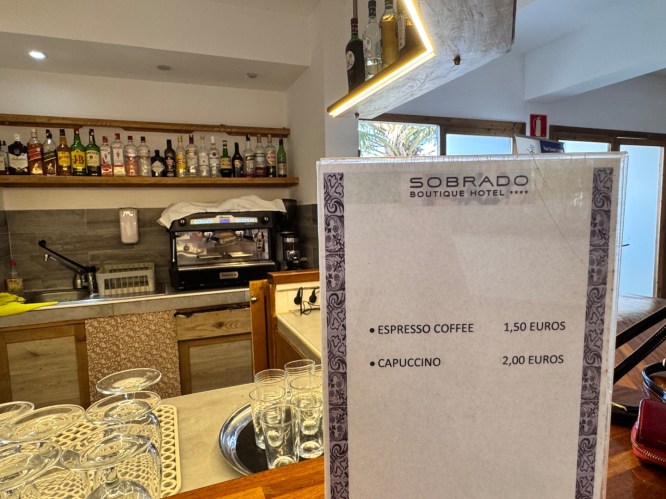 SOBRADO
BOUTIQUE HOTEL ****
• ESPRESSO COFFEE 1,50 EUROS
• CAPUCCINO 2,00 EUROS